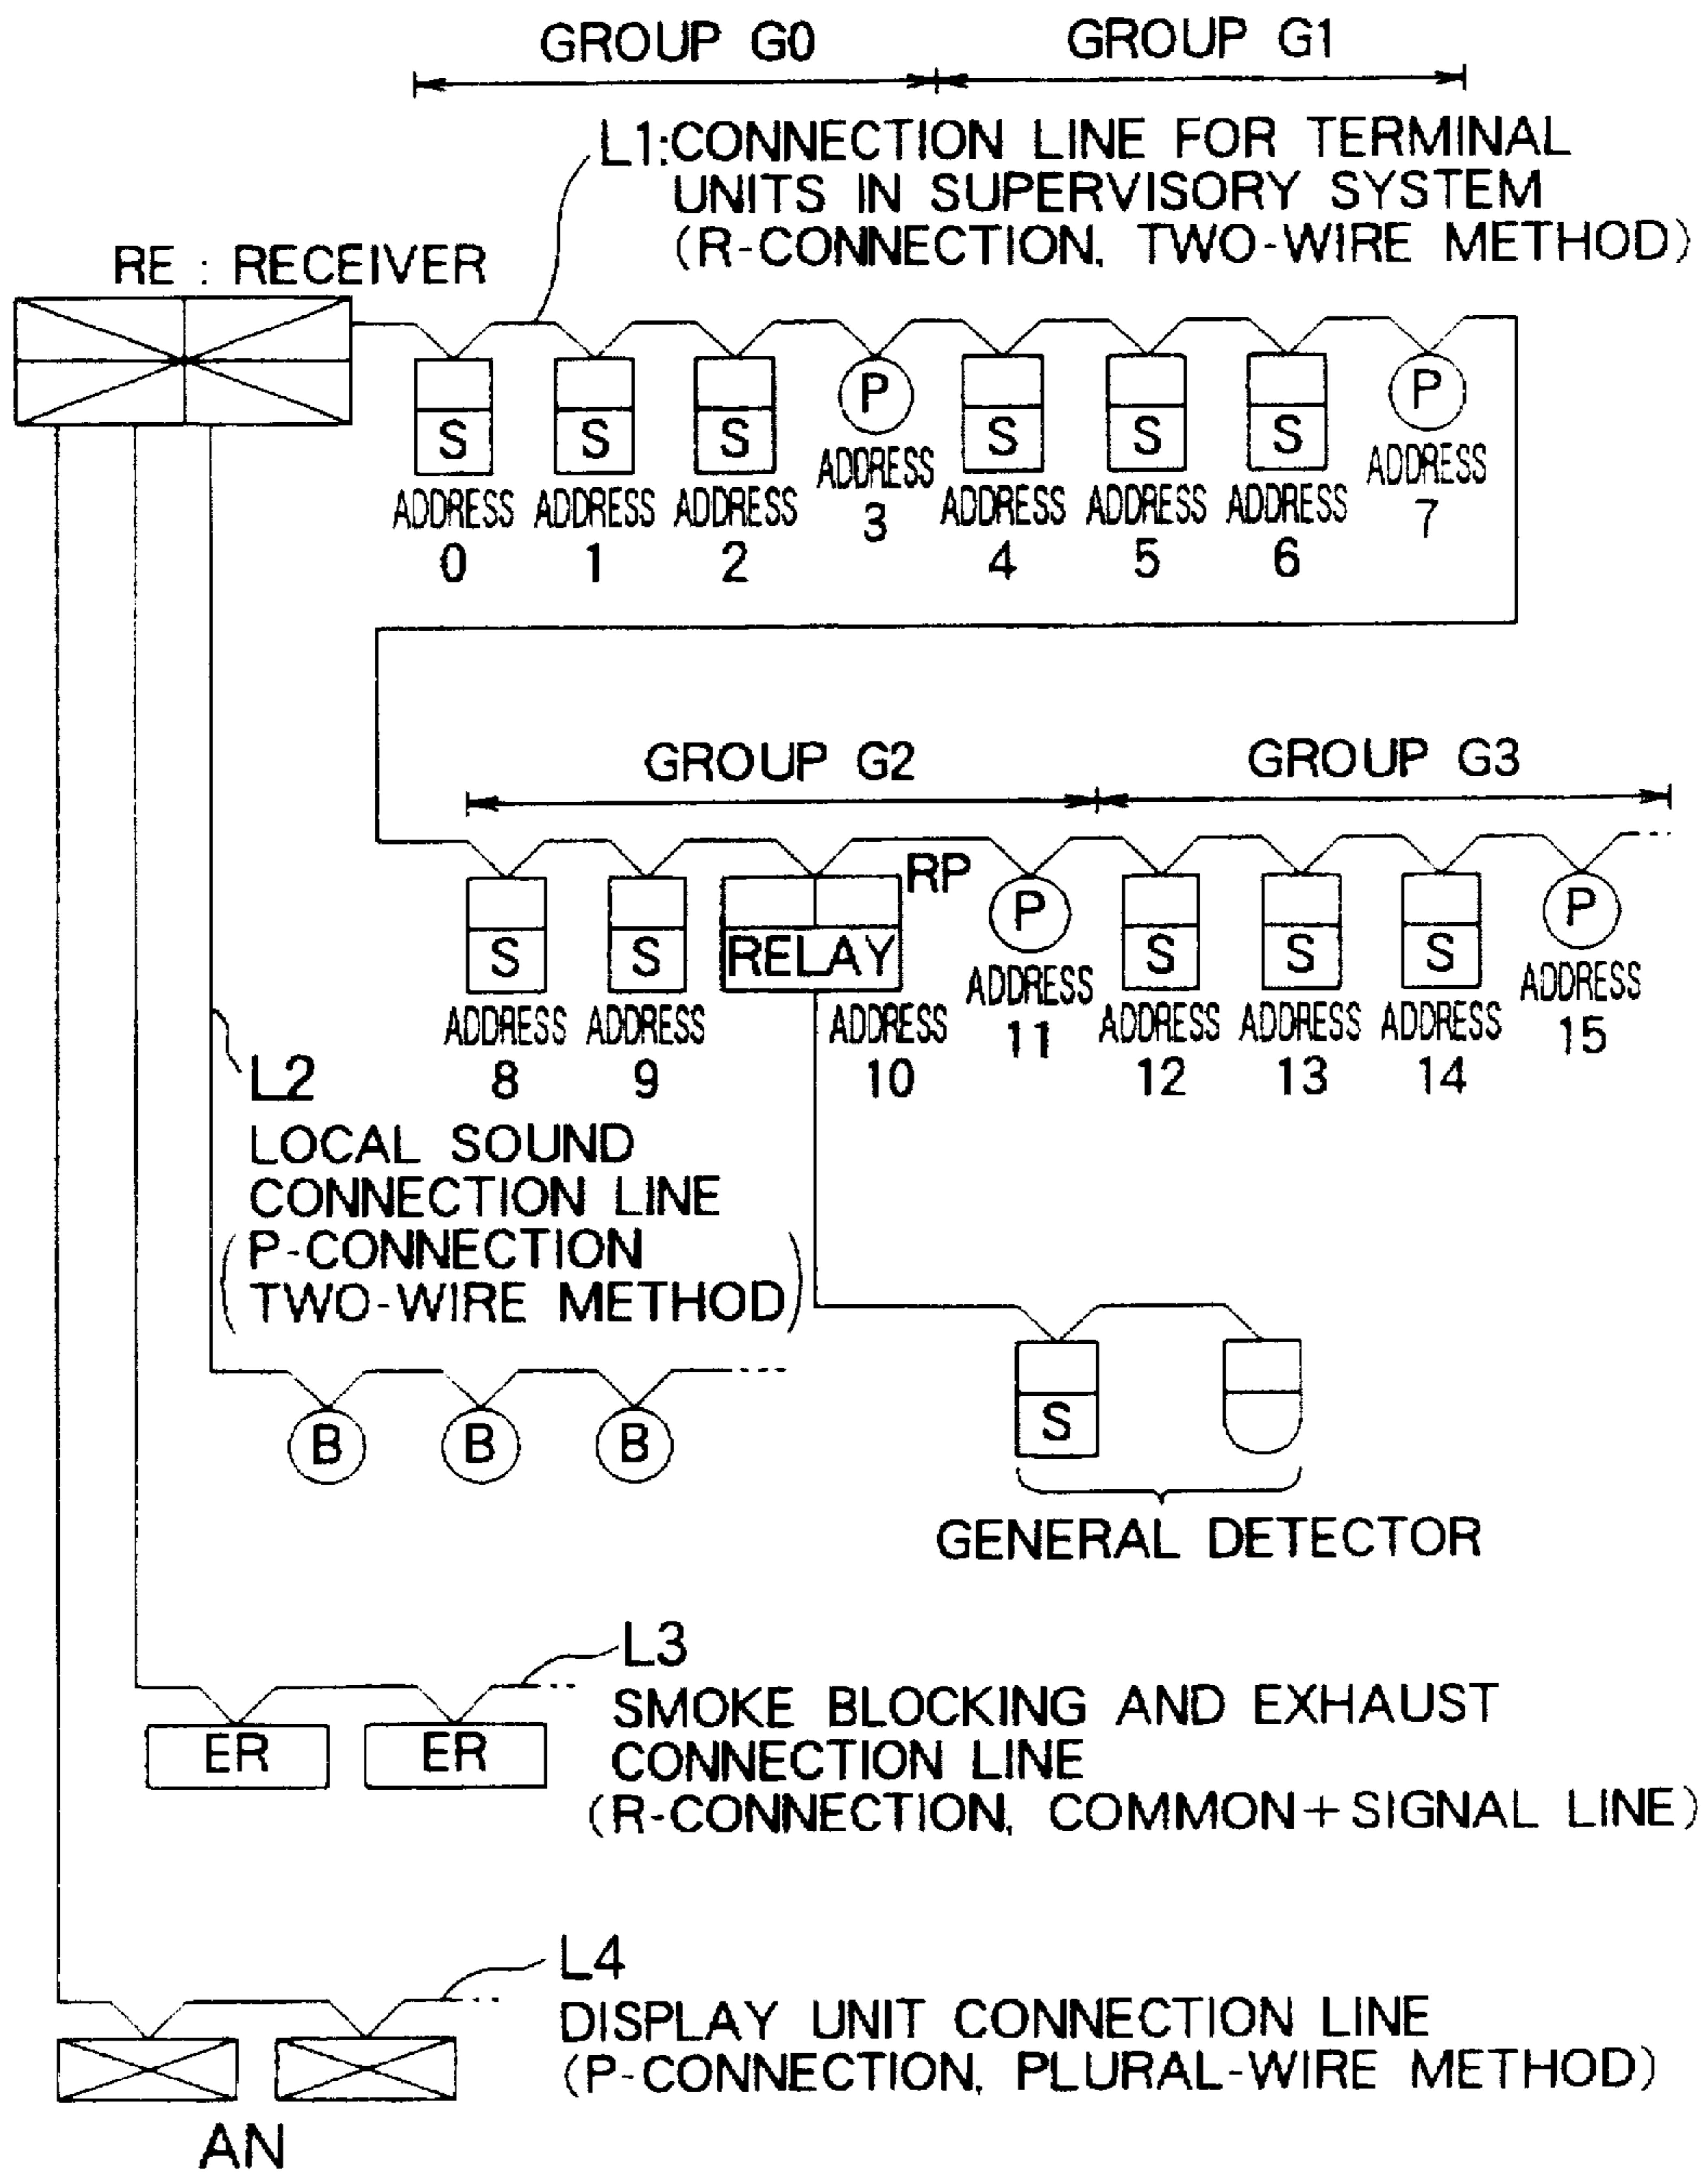 GROUP G0 GROUP G1
L1:CONNECTION LINE FOR TERMINAL
UNITS IN SUPERVISORY SYSTEM
(R-CONNECTION, TWO-WIRE METHOD)
RE : RECEIVER
S S S P S S S P
ADDRESS 0
ADDRESS 1
ADDRESS 2
ADDRESS 3
ADDRESS 4
ADDRESS 5
ADDRESS 6
ADDRESS 7
GROUP G2 GROUP G3
RP
S S RELAY P S S S P
ADDRESS 8
ADDRESS 9
ADDRESS 10
ADDRESS 11
ADDRESS 12
ADDRESS 13
ADDRESS 14
ADDRESS 15
L2
LOCAL SOUND
CONNECTION LINE
(P-CONNECTION
TWO-WIRE METHOD)
B B B
S
GENERAL DETECTOR
L3
SMOKE BLOCKING AND EXHAUST
CONNECTION LINE
(R-CONNECTION, COMMON+SIGNAL LINE)
ER ER
L4
DISPLAY UNIT CONNECTION LINE
(P-CONNECTION, PLURAL-WIRE METHOD)
AN